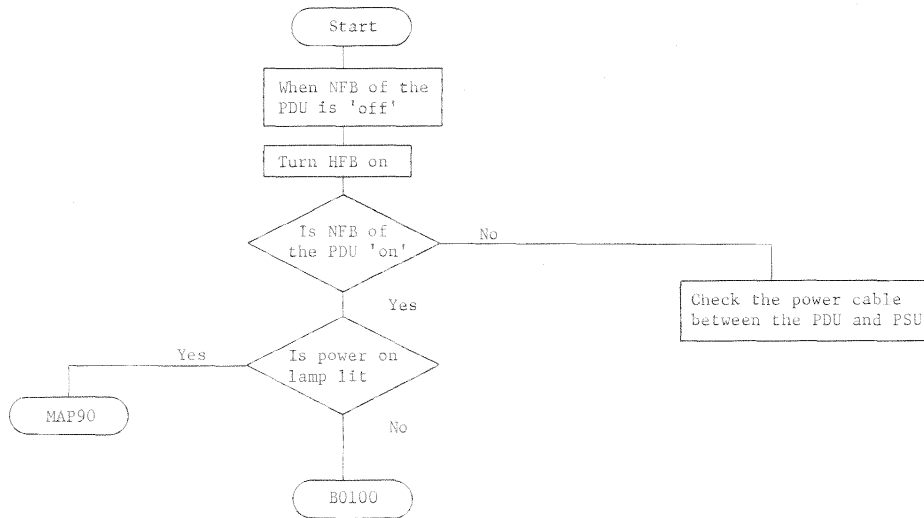 Start
When NFB of the
PDU is 'off'
Turn HFB on
Is NFB of
the PDU 'on'
No
Check the power cable
between the PDU and PSU
Yes
Is power on
lamp lit
Yes
MAP90
No
B0100